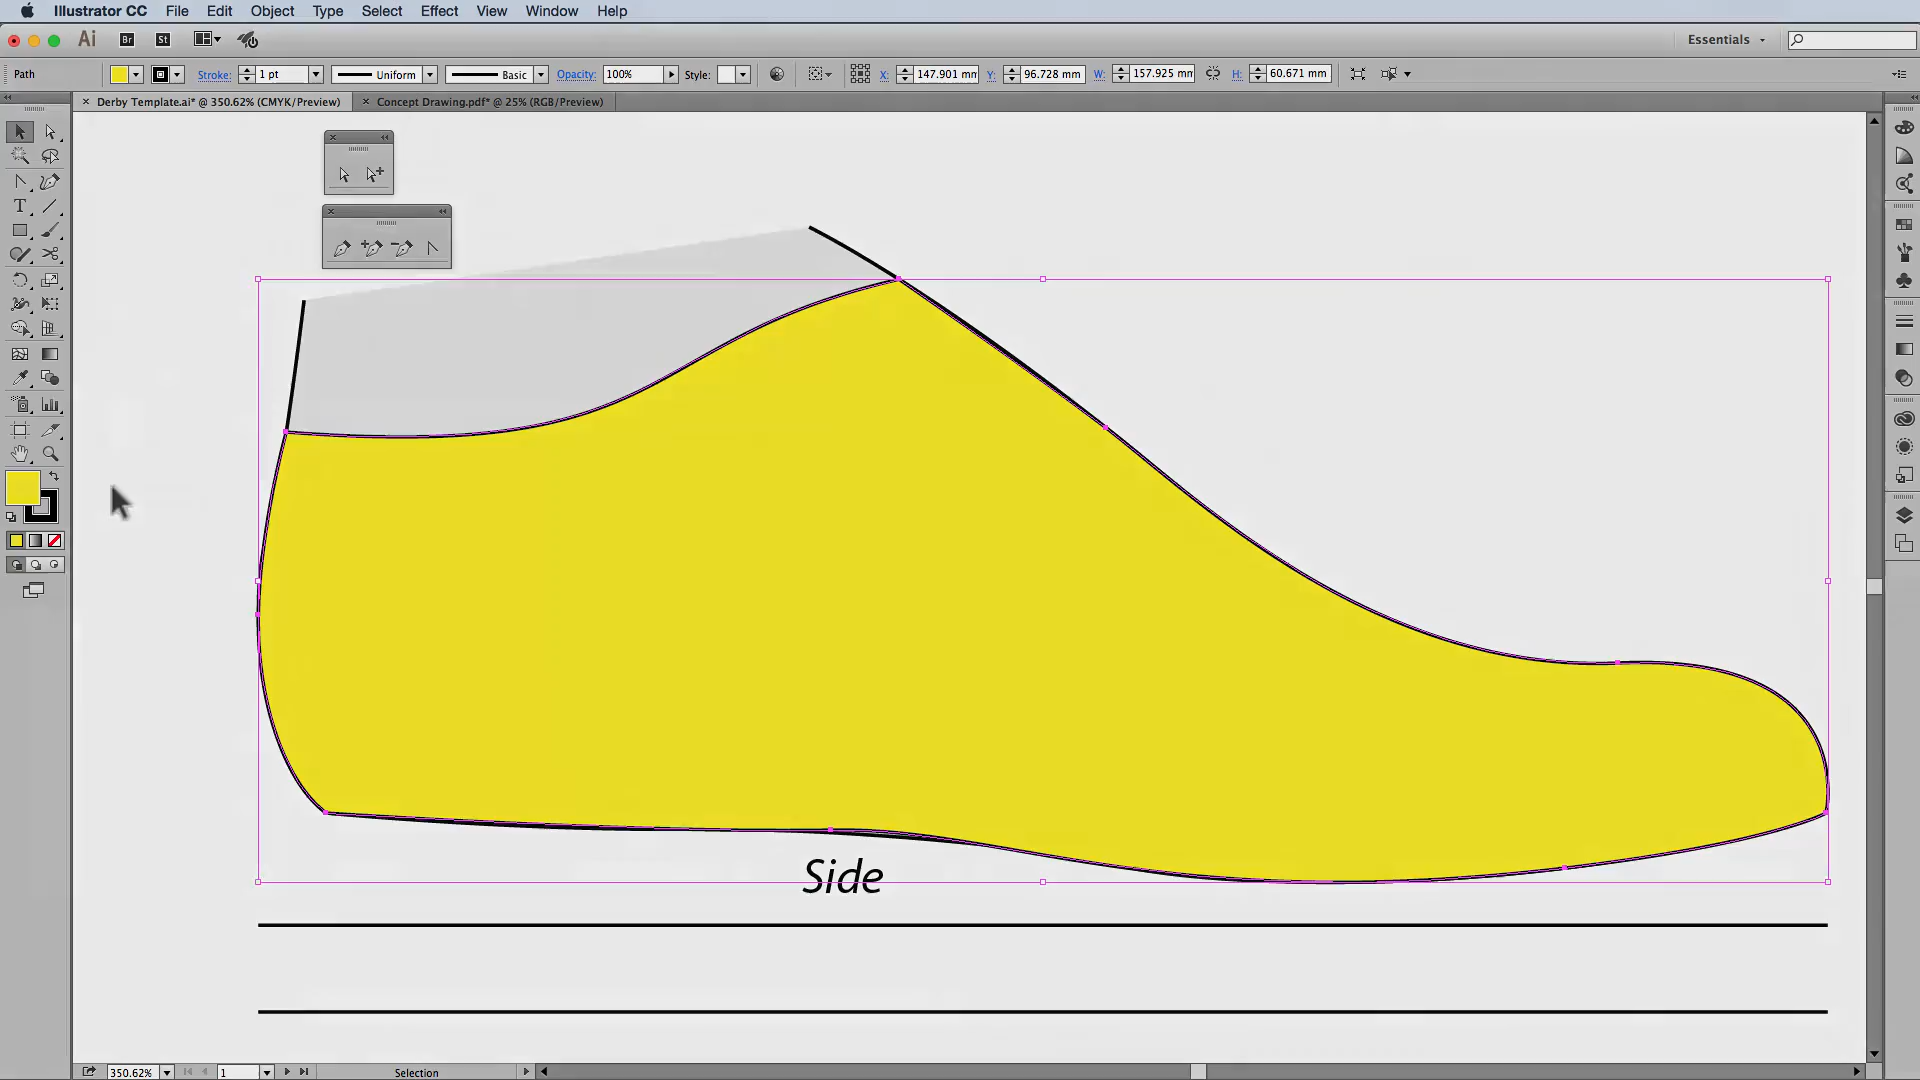 Illustrator CC File Edit Object Type Select Effect View Window Help
Ai Br St Essentials
Path Stroke: 1 pt Uniform Basic Opacity: 100% Style: X: 147.901 mm Y: 96.728 mm W: 157.925 mm H: 60.671 mm
× Derby Template.ai* @ 350.62% (CMYK/Preview) × Concept Drawing.pdf* @ 25% (RGB/Preview)
T
Side
350.62% 1 Selection